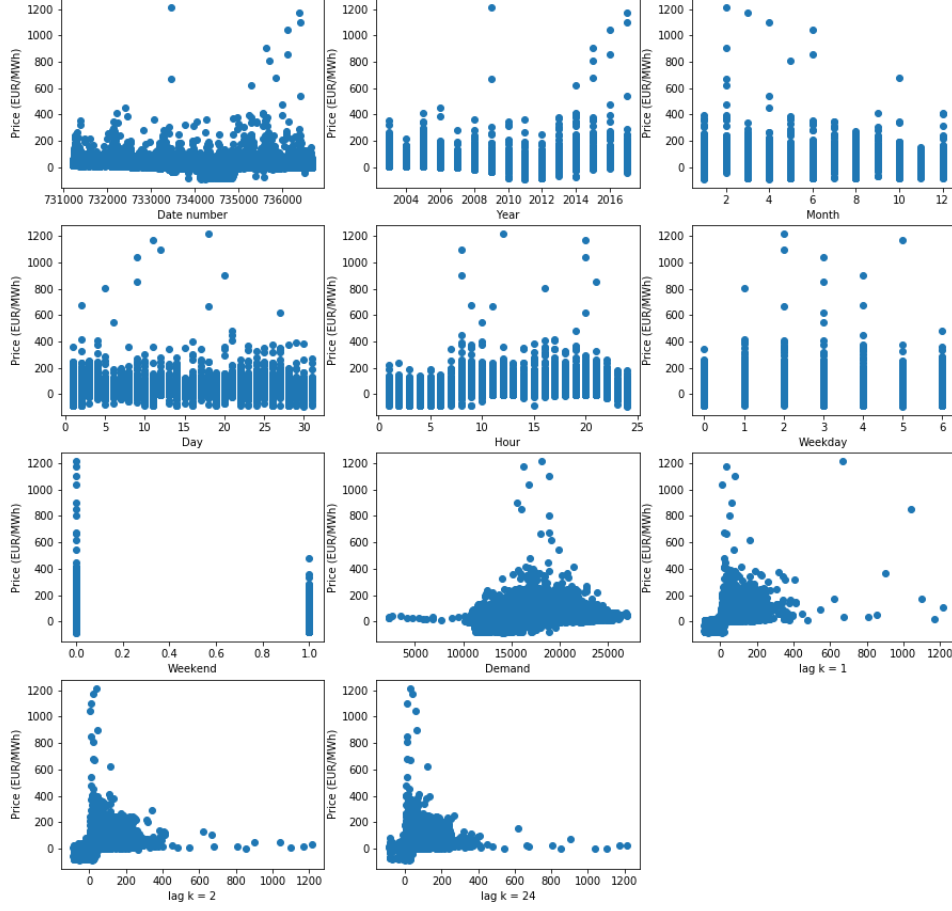 Price (EUR/MWh)
1200
1000
800
600
400
200
0
731000 732000 733000 734000 735000 736000
Date number
Price (EUR/MWh)
1200
1000
800
600
400
200
0
2004 2006 2008 2010 2012 2014 2016
Year
Price (EUR/MWh)
1200
1000
800
600
400
200
0
2 4 6 8 10 12
Month
Price (EUR/MWh)
1200
1000
800
600
400
200
0
0 5 10 15 20 25 30
Day
Price (EUR/MWh)
1200
1000
800
600
400
200
0
0 5 10 15 20 25
Hour
Price (EUR/MWh)
1200
1000
800
600
400
200
0
0 1 2 3 4 5 6
Weekday
Price (EUR/MWh)
1200
1000
800
600
400
200
0
0.0 0.2 0.4 0.6 0.8 1.0
Weekend
Price (EUR/MWh)
1200
1000
800
600
400
200
0
5000 10000 15000 20000 25000
Demand
Price (EUR/MWh)
1200
1000
800
600
400
200
0
0 200 400 600 800 1000 1200
lag k = 1
Price (EUR/MWh)
1200
1000
800
600
400
200
0
0 200 400 600 800 1000 1200
lag k = 2
Price (EUR/MWh)
1200
1000
800
600
400
200
0
0 200 400 600 800 1000 1200
lag k = 24